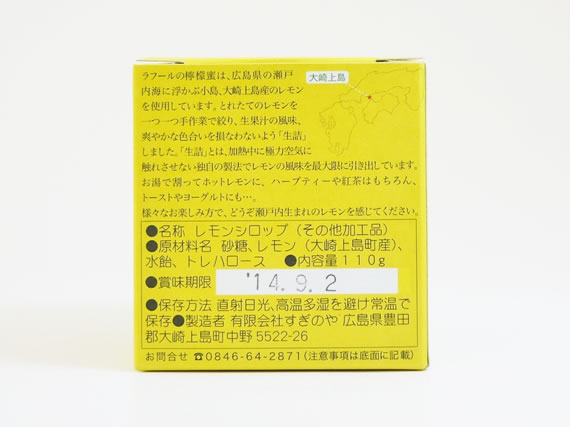 大崎上島
ラフールの檸檬蜜は、広島県の瀬戸
内海に浮かぶ小島、大崎上島産のレモン
を使用しています。とれたてのレモンを
一つ一つ手作業で絞り、生果汁の風味、
爽やかな色合いを損なわないよう「生詰」
しました。「生詰」とは、加熱中に極力空気に
触れさせない独自の製法でレモンの風味を最大限に引き出しています。
お湯で割ってホットレモンに、ハーブティーや紅茶はもちろん、
トーストやヨーグルトにも…。
様々なお楽しみ方で、どうぞ瀬戸内生まれのレモンを感じてください。
●名称 レモンシロップ（その他加工品）
●原材料名 砂糖、レモン（大崎上島町産）、
水飴、トレハロース ●内容量110g
●賞味期限 '14.9.2
●保存方法 直射日光、高温多湿を避け常温で
保存●製造者 有限会社すぎのや 広島県豊田
郡大崎上島町中野5522-26
お問合せ ☎0846-64-2871（注意事項は底面に記載）